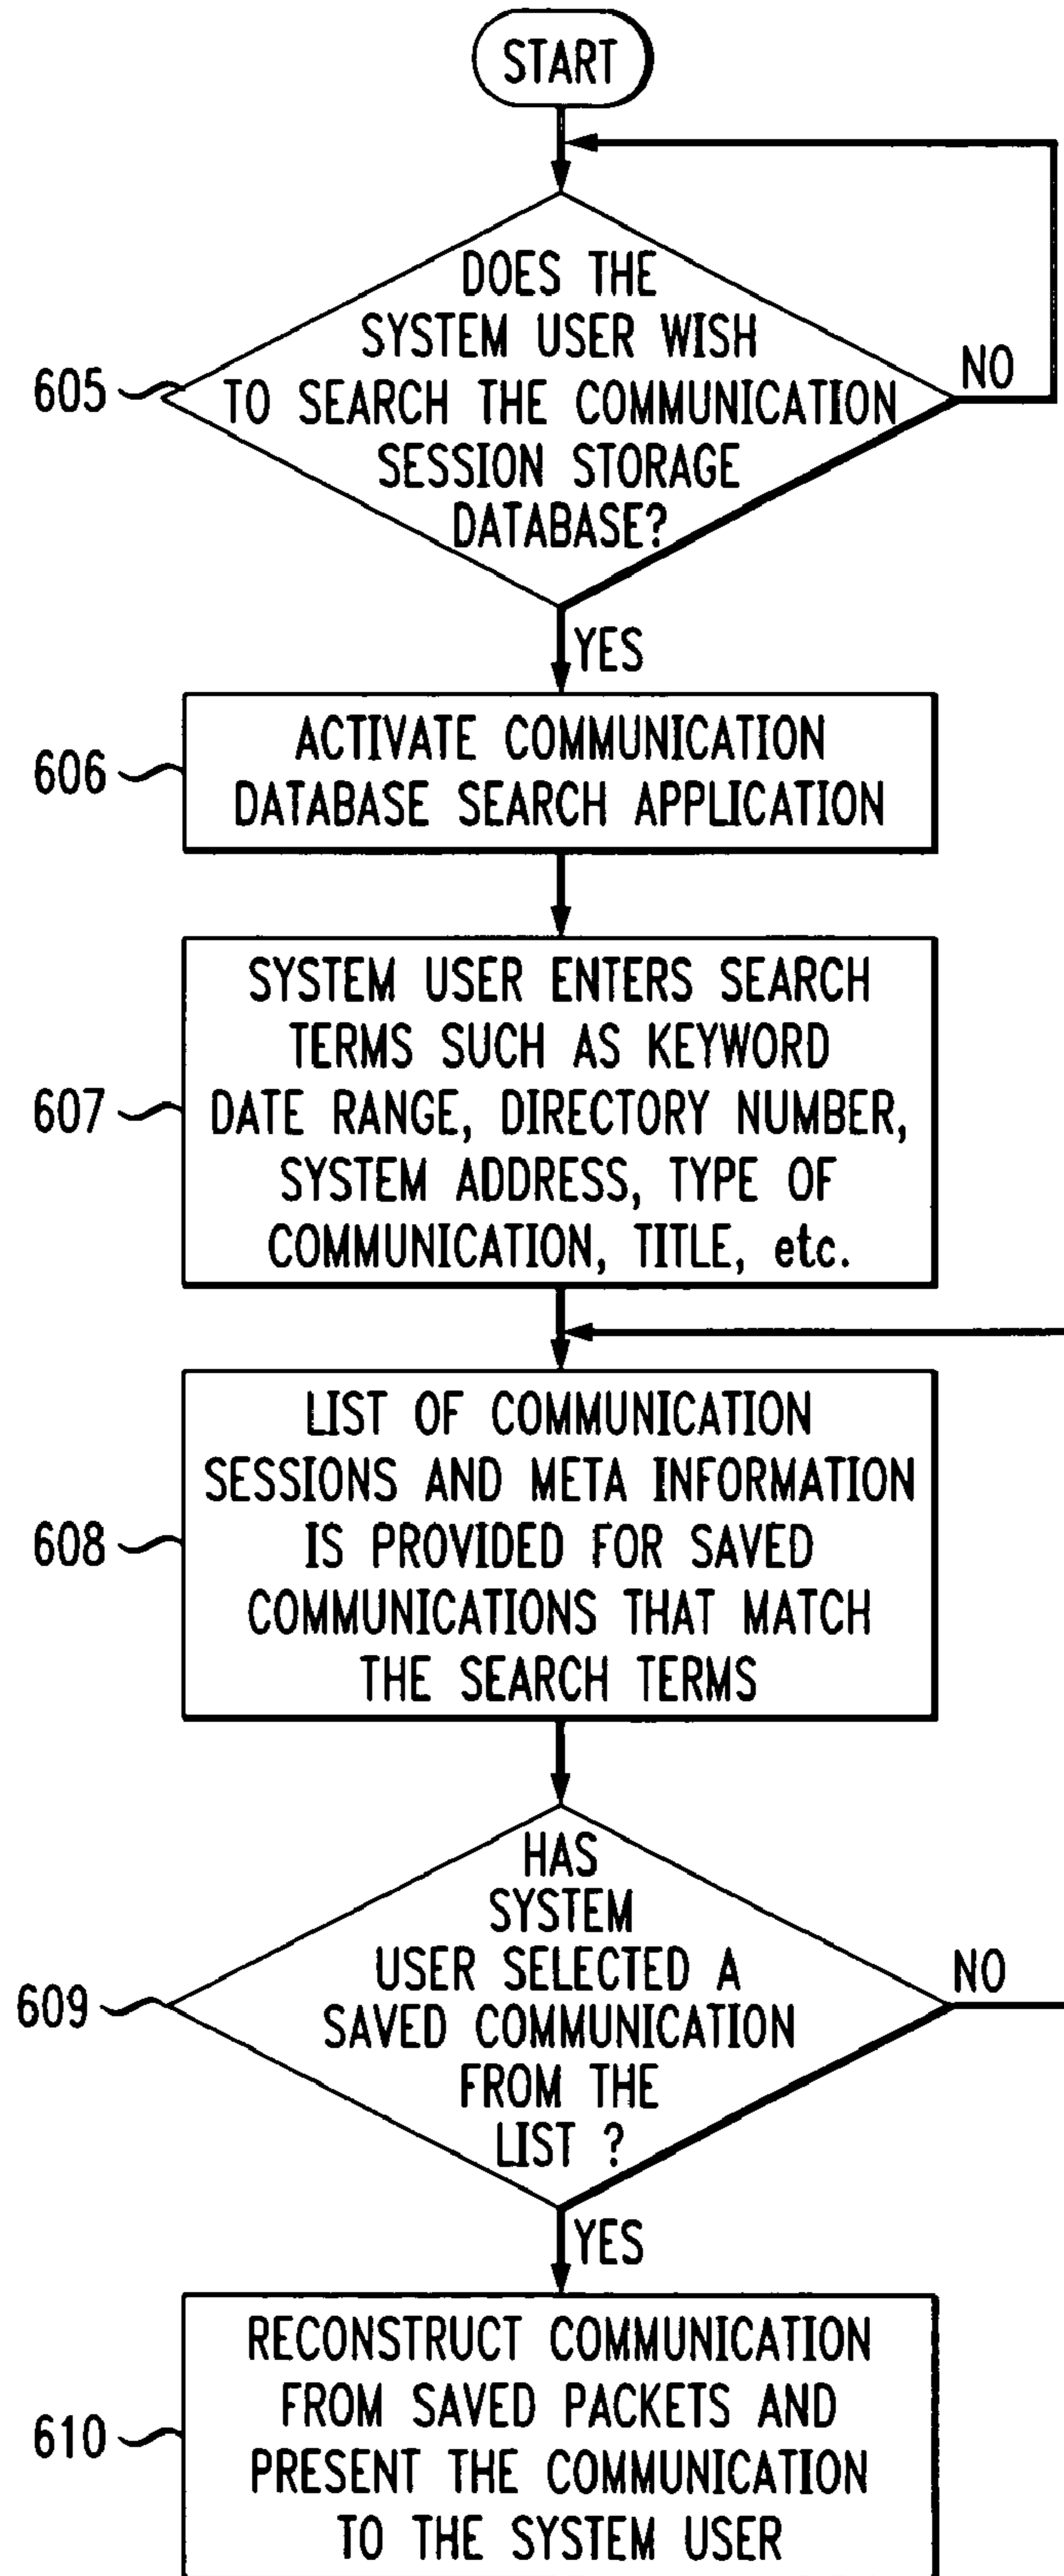 START
DOES THE
SYSTEM USER WISH
TO SEARCH THE COMMUNICATION
SESSION STORAGE
DATABASE?
NO
605
YES
ACTIVATE COMMUNICATION
DATABASE SEARCH APPLICATION
606
SYSTEM USER ENTERS SEARCH
TERMS SUCH AS KEYWORD
DATE RANGE, DIRECTORY NUMBER,
SYSTEM ADDRESS, TYPE OF
COMMUNICATION, TITLE, etc.
607
LIST OF COMMUNICATION
SESSIONS AND META INFORMATION
IS PROVIDED FOR SAVED
COMMUNICATIONS THAT MATCH
THE SEARCH TERMS
608
HAS
SYSTEM
USER SELECTED A
SAVED COMMUNICATION
FROM THE
LIST ?
NO
609
YES
RECONSTRUCT COMMUNICATION
FROM SAVED PACKETS AND
PRESENT THE COMMUNICATION
TO THE SYSTEM USER
610